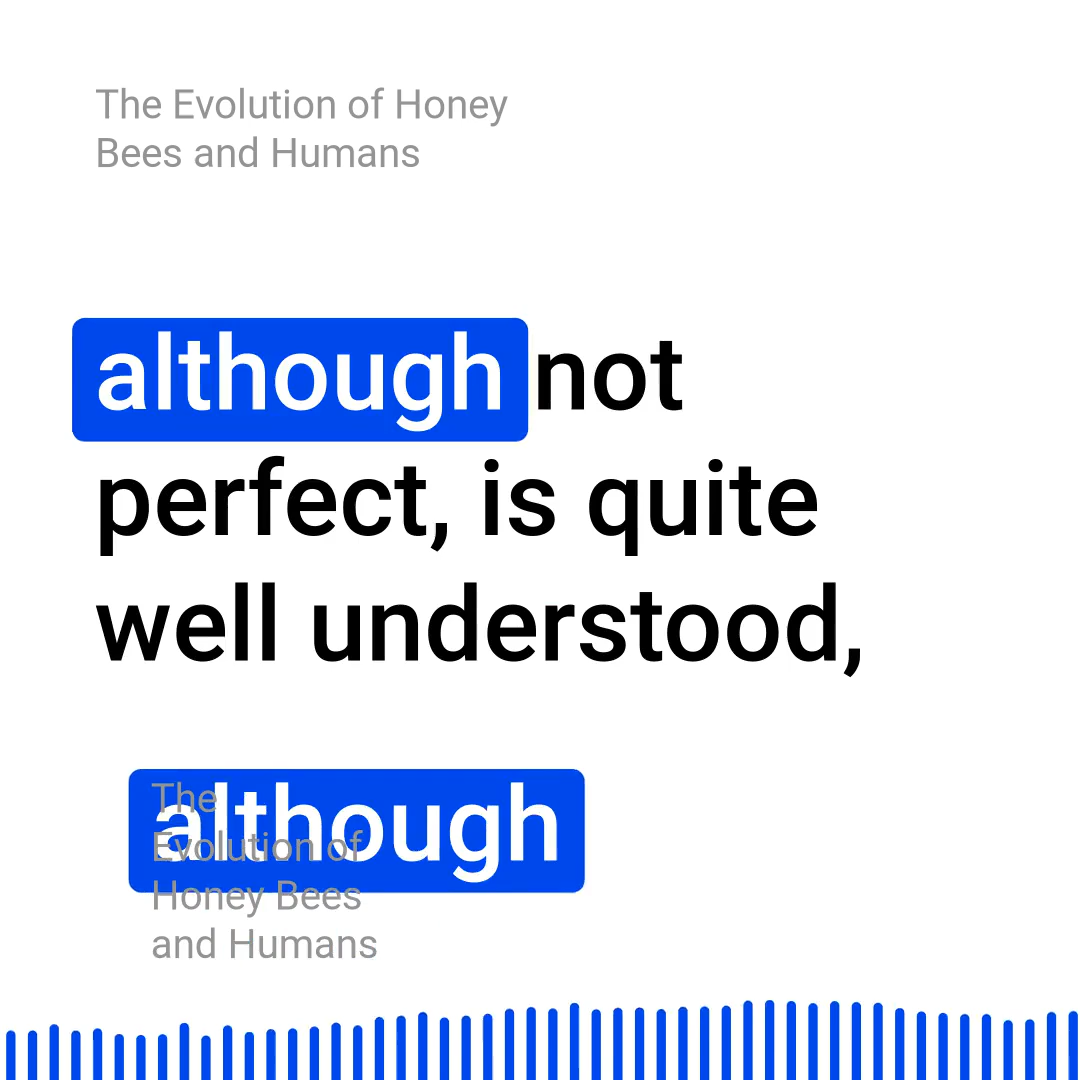 The Evolution of Honey
Bees and Humans
although not
perfect, is quite
well understood,
although
The
Evolution of
Honey Bees
and Humans